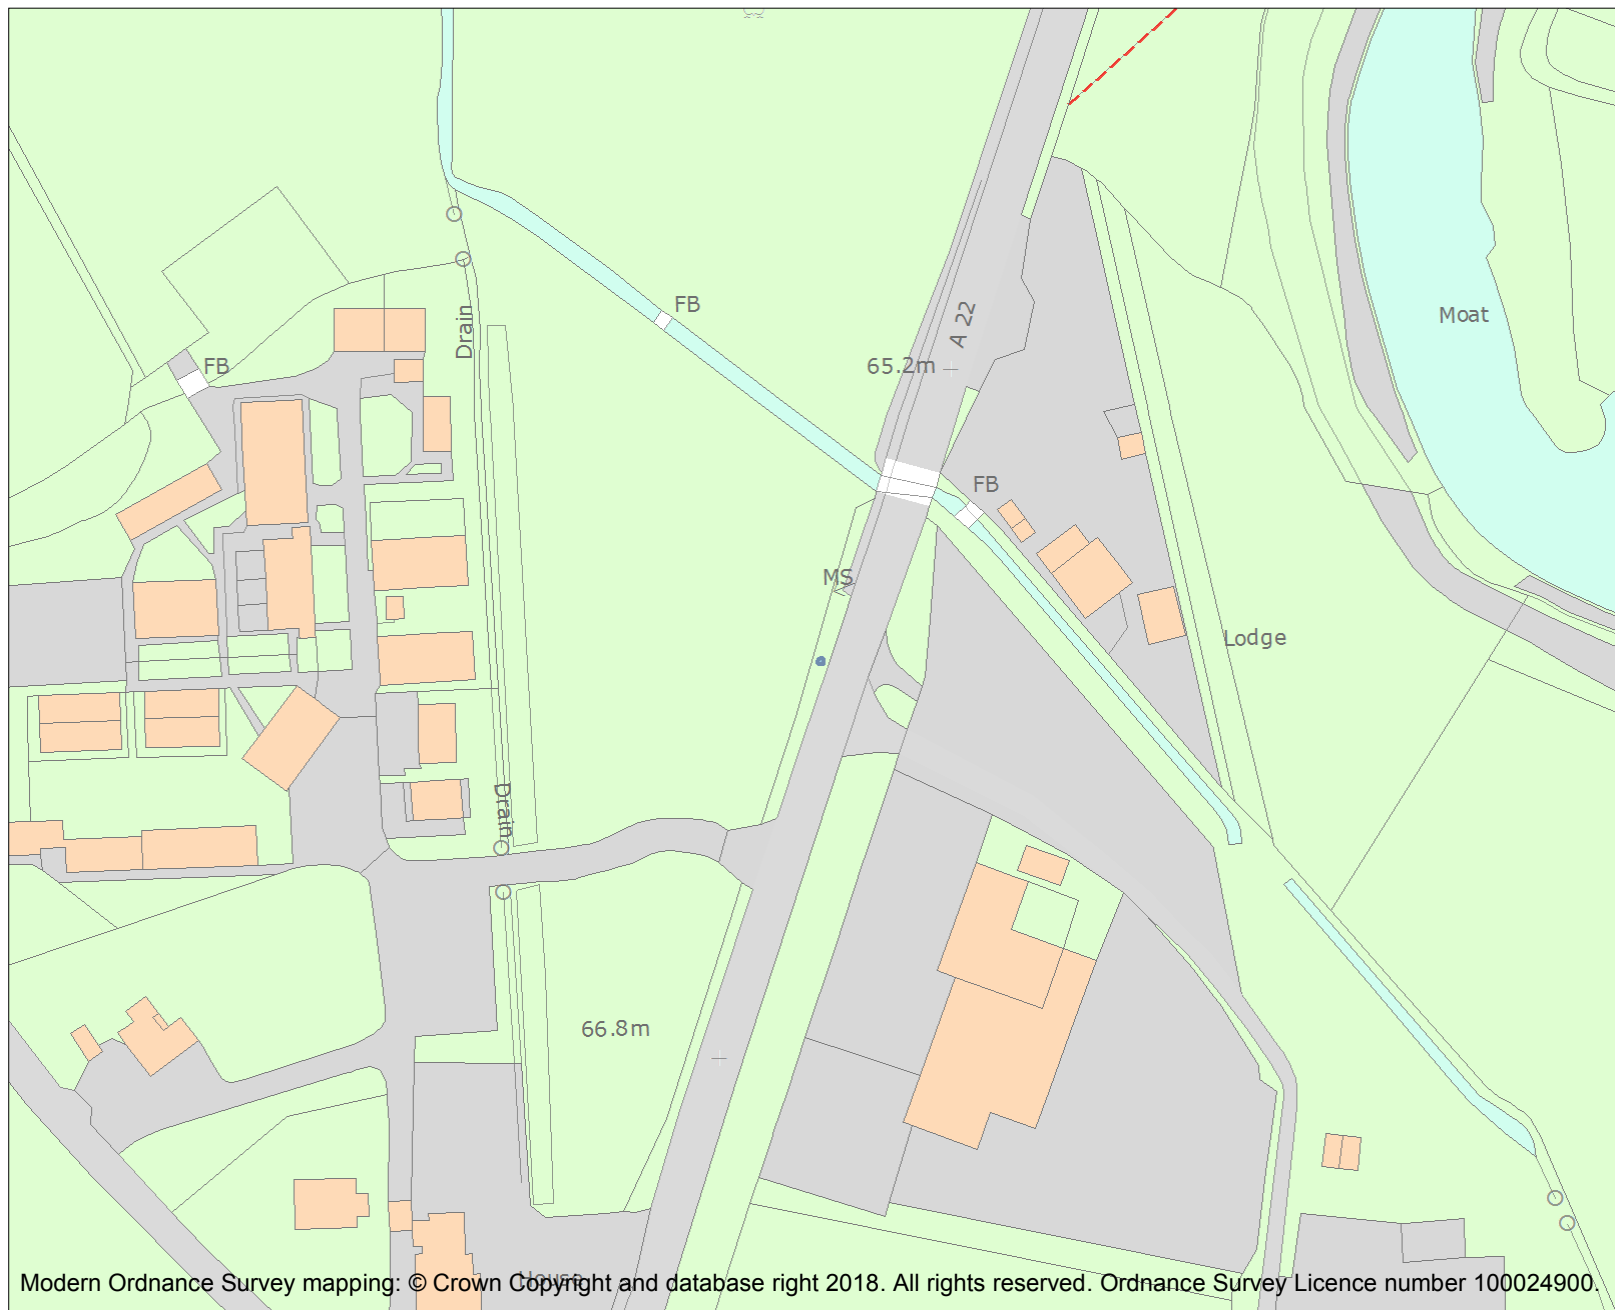 FB
A 22
Drain
Moat
65.2m
FB
FB
MS
Lodge
Drain
66.8m
House
Modern Ordnance Survey mapping: © Crown Copyright and database right 2018. All rights reserved. Ordnance Survey Licence number 100024900.